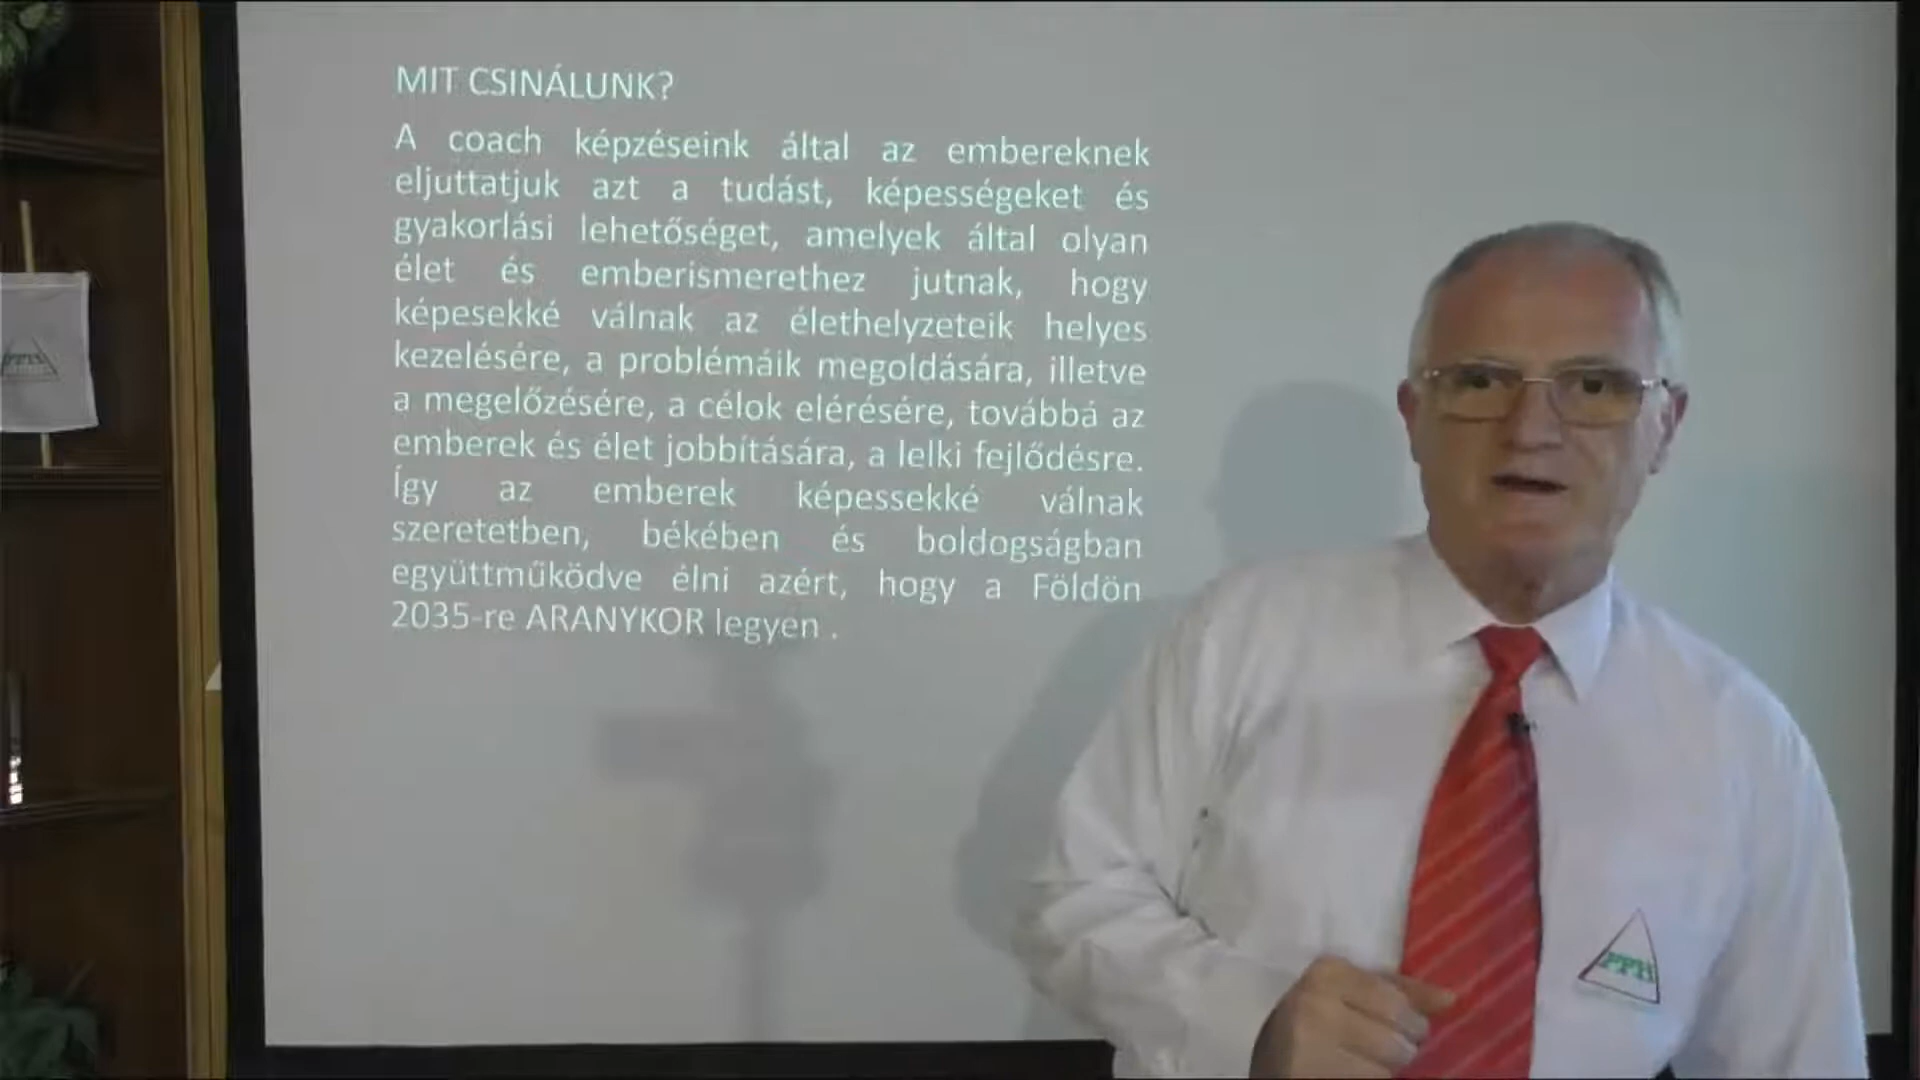 MIT CSINÁLUNK?
A coach képzéseink által az embereknek
eljuttatjuk azt a tudást, képességeket és
gyakorlási lehetőséget, amelyek által olyan
élet és emberismerethez jutnak, hogy
képesekké válnak az élethelyzeteik helyes
kezelésére, a problémáik megoldására, illetve
a megelőzésére, a célok elérésére, továbbá az
emberek és élet jobbítására, a lelki fejlődésre.
Így az emberek képessekké válnak
szeretetben, békében és boldogságban
együttműködve élni azért, hogy a Földön
2035-re ARANYKOR legyen .